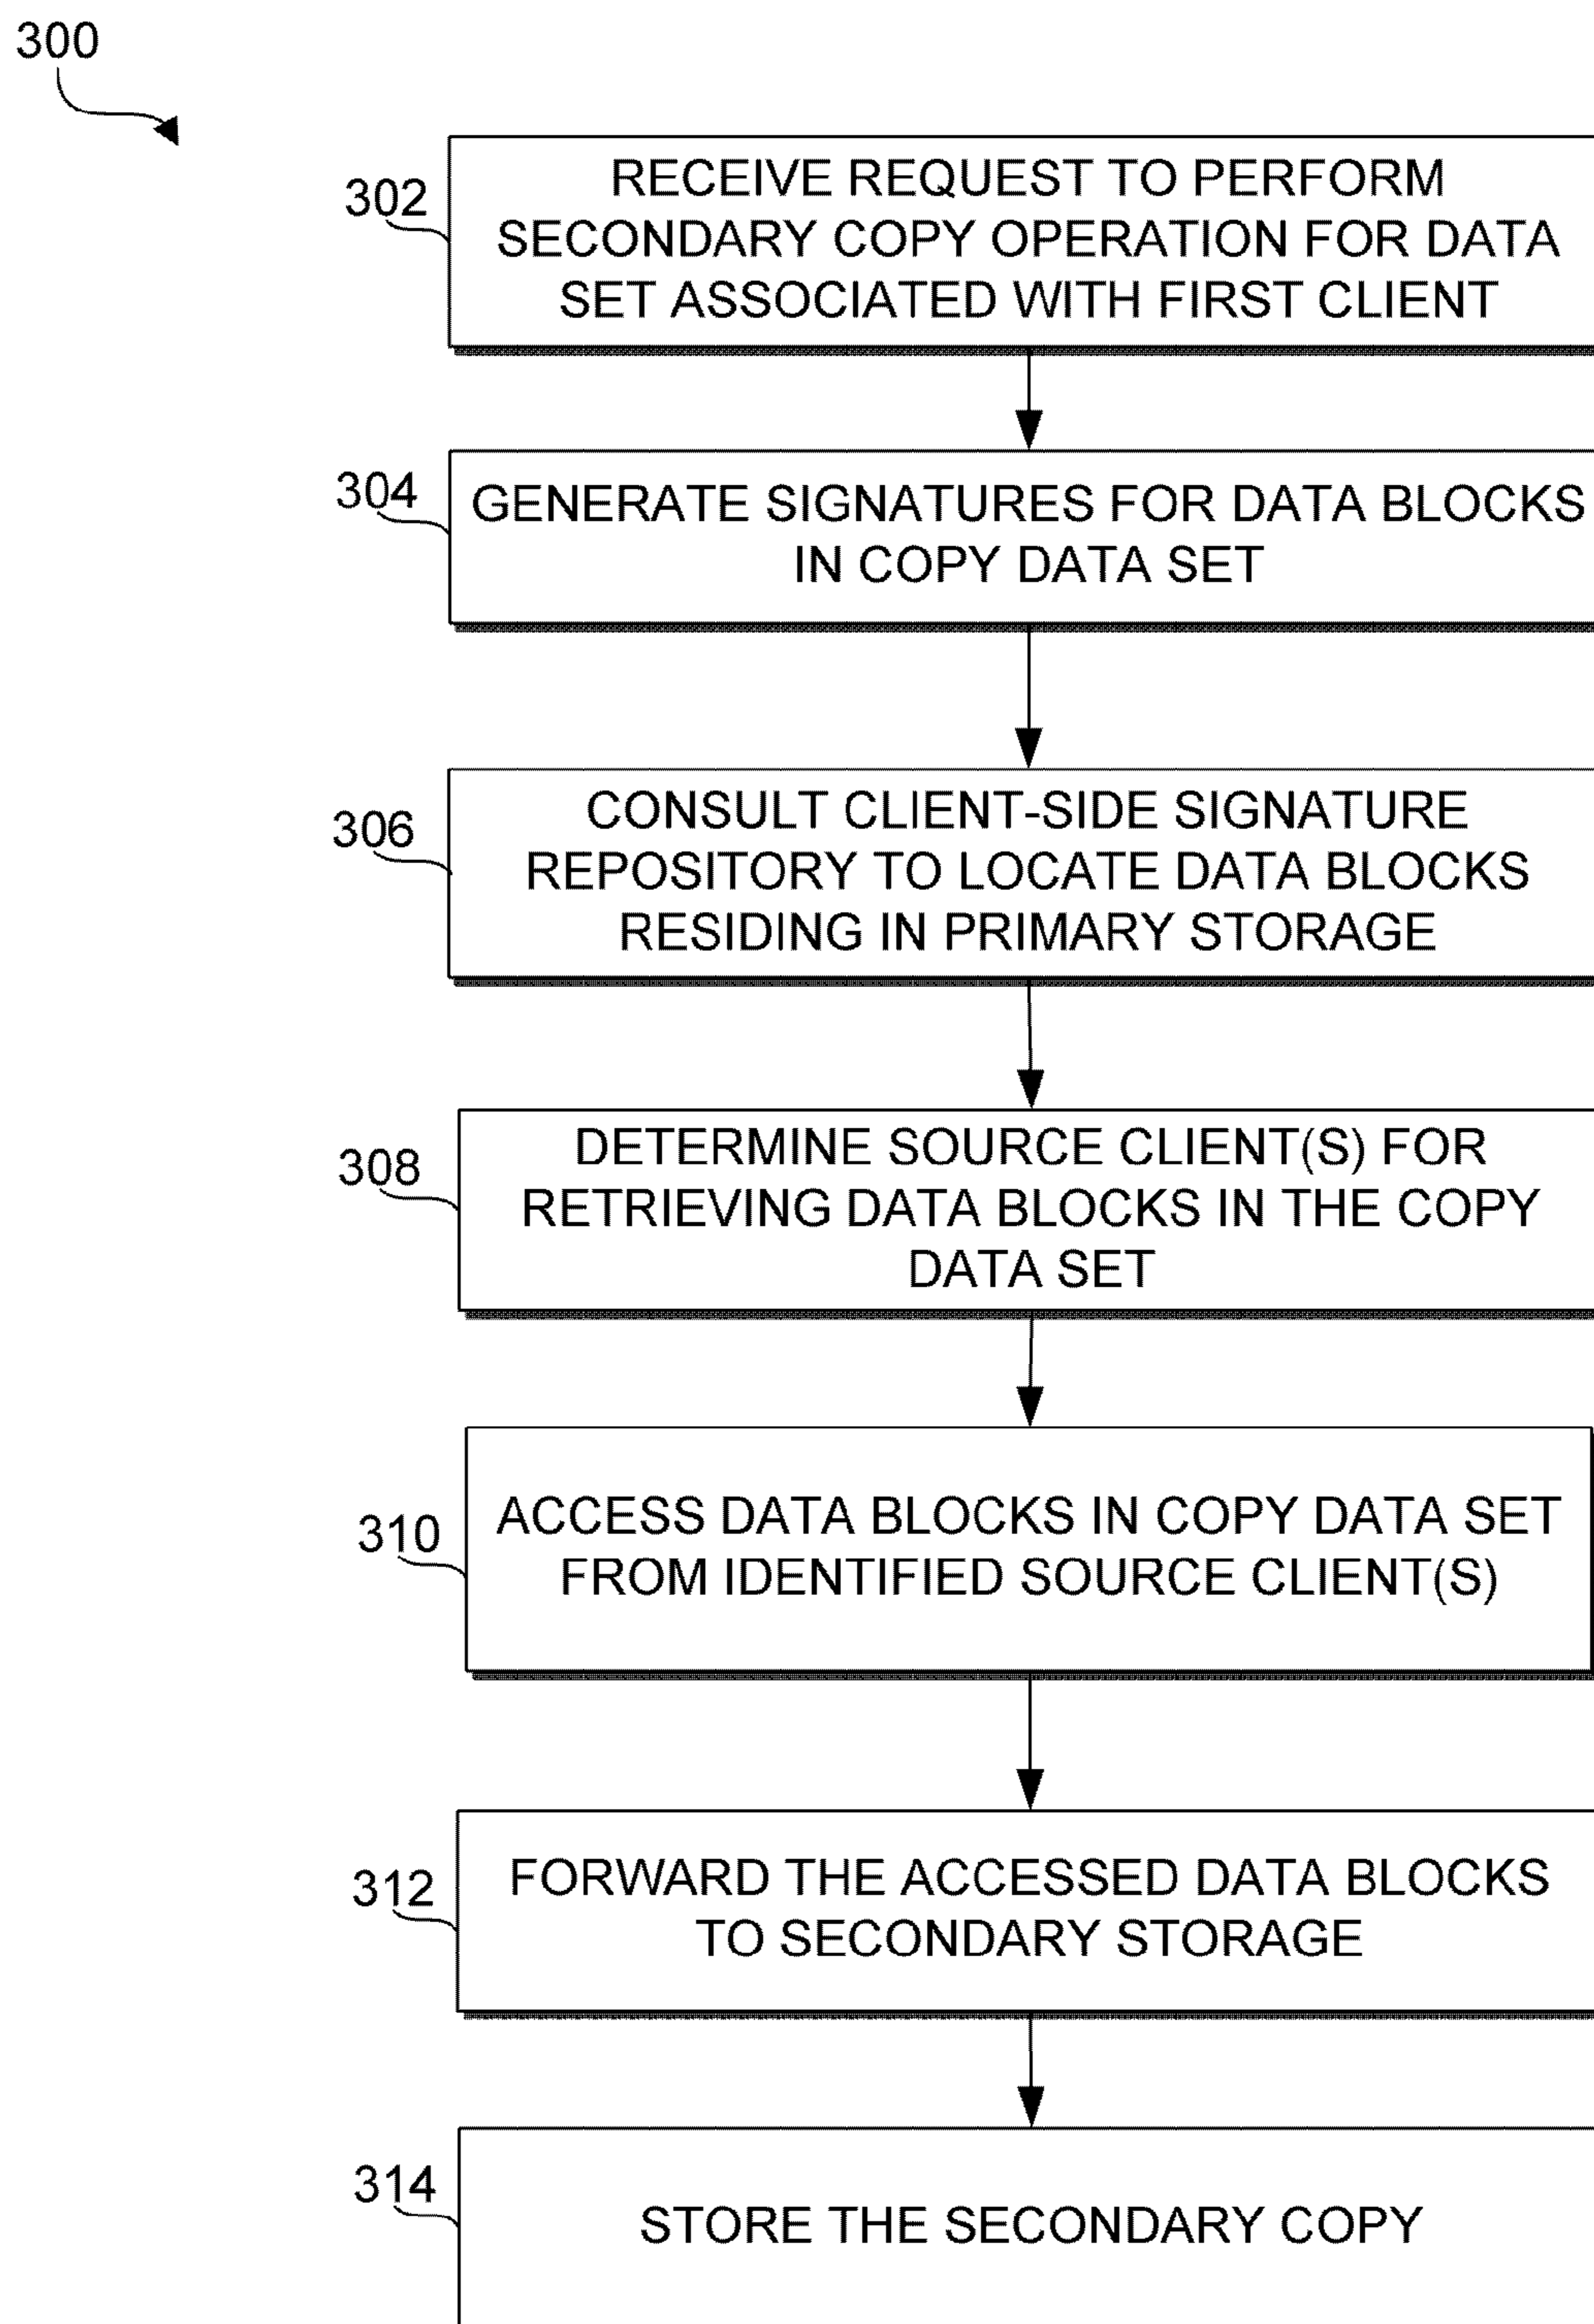 300
302
RECEIVE REQUEST TO PERFORM
SECONDARY COPY OPERATION FOR DATA
SET ASSOCIATED WITH FIRST CLIENT
304
GENERATE SIGNATURES FOR DATA BLOCKS
IN COPY DATA SET
306
CONSULT CLIENT-SIDE SIGNATURE
REPOSITORY TO LOCATE DATA BLOCKS
RESIDING IN PRIMARY STORAGE
308
DETERMINE SOURCE CLIENT(S) FOR
RETRIEVING DATA BLOCKS IN THE COPY
DATA SET
310
ACCESS DATA BLOCKS IN COPY DATA SET
FROM IDENTIFIED SOURCE CLIENT(S)
312
FORWARD THE ACCESSED DATA BLOCKS
TO SECONDARY STORAGE
314
STORE THE SECONDARY COPY